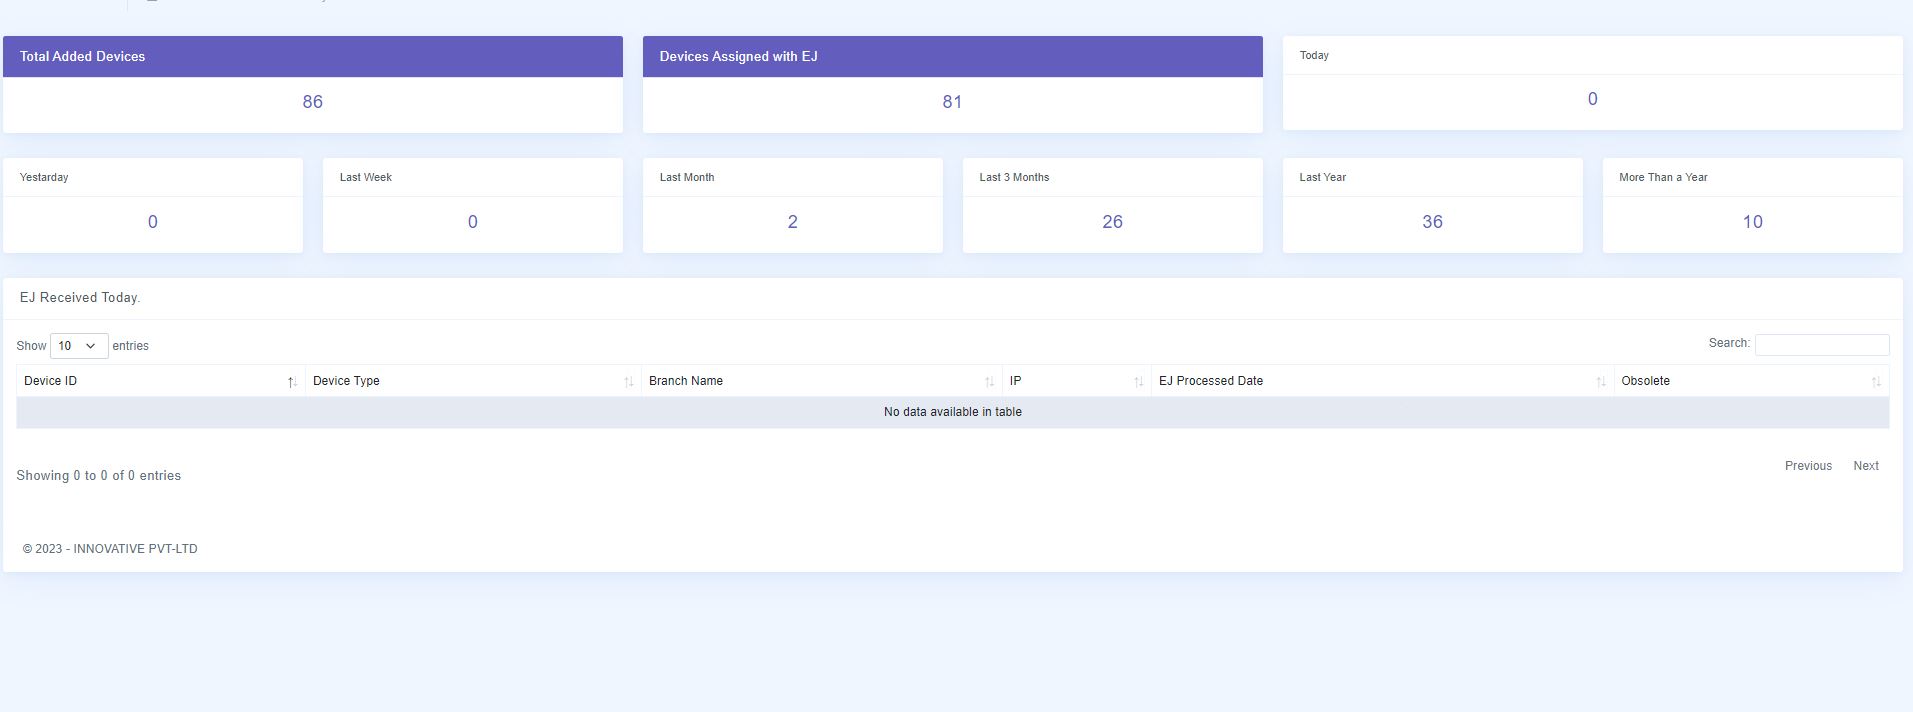 Total Added Devices
86
Devices Assigned with EJ
81
Today
0
Yestarday
0
Last Week
0
Last Month
2
Last 3 Months
26
Last Year
36
More Than a Year
10
EJ Received Today.
Show 10 entries
Search:
Device ID Device Type Branch Name IP EJ Processed Date Obsolete
No data available in table
Showing 0 to 0 of 0 entries
Previous Next
© 2023 - INNOVATIVE PVT-LTD